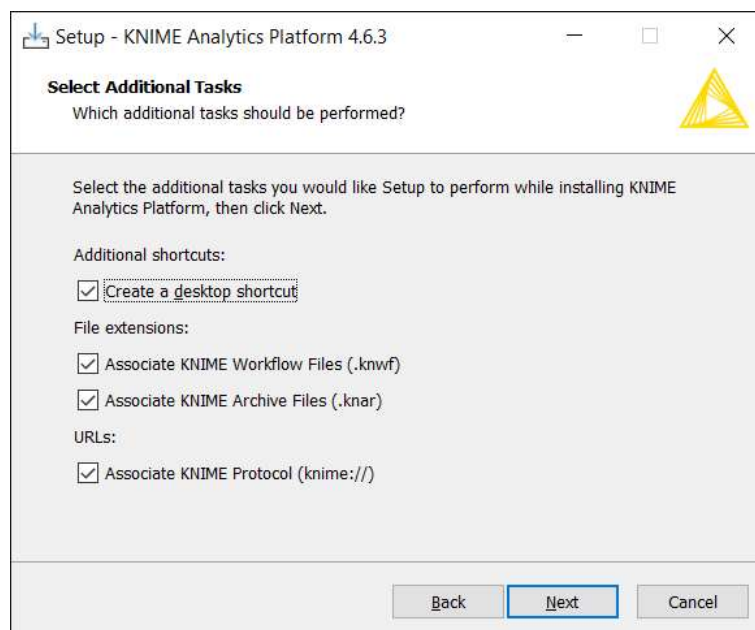 Setup - KNIME Analytics Platform 4.6.3
Select Additional Tasks
Which additional tasks should be performed?
Select the additional tasks you would like Setup to perform while installing KNIME
Analytics Platform, then click Next.
Additional shortcuts:
Create a desktop shortcut
File extensions:
Associate KNIME Workflow Files (.knwf)
Associate KNIME Archive Files (.knar)
URLs:
Associate KNIME Protocol (knime://)
Back Next Cancel